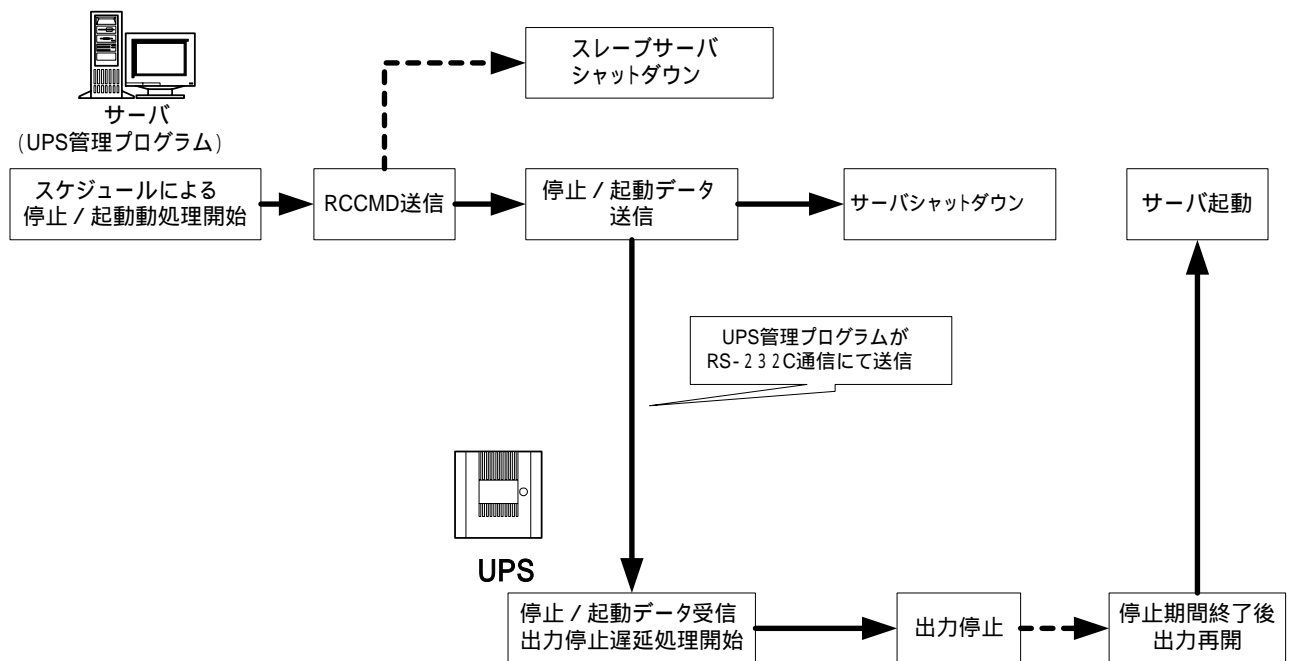 スレーブサーバ
シャットダウン
サーバ
(UPS管理プログラム)
スケジュールによる
停止/起動動処理開始
RCCMD送信
停止/起動データ
送信
サーバシャットダウン
サーバ起動
UPS管理プログラムが
RS-232C通信にて送信
UPS
停止/起動データ受信
出力停止遅延処理開始
出力停止
停止期間終了後
出力再開